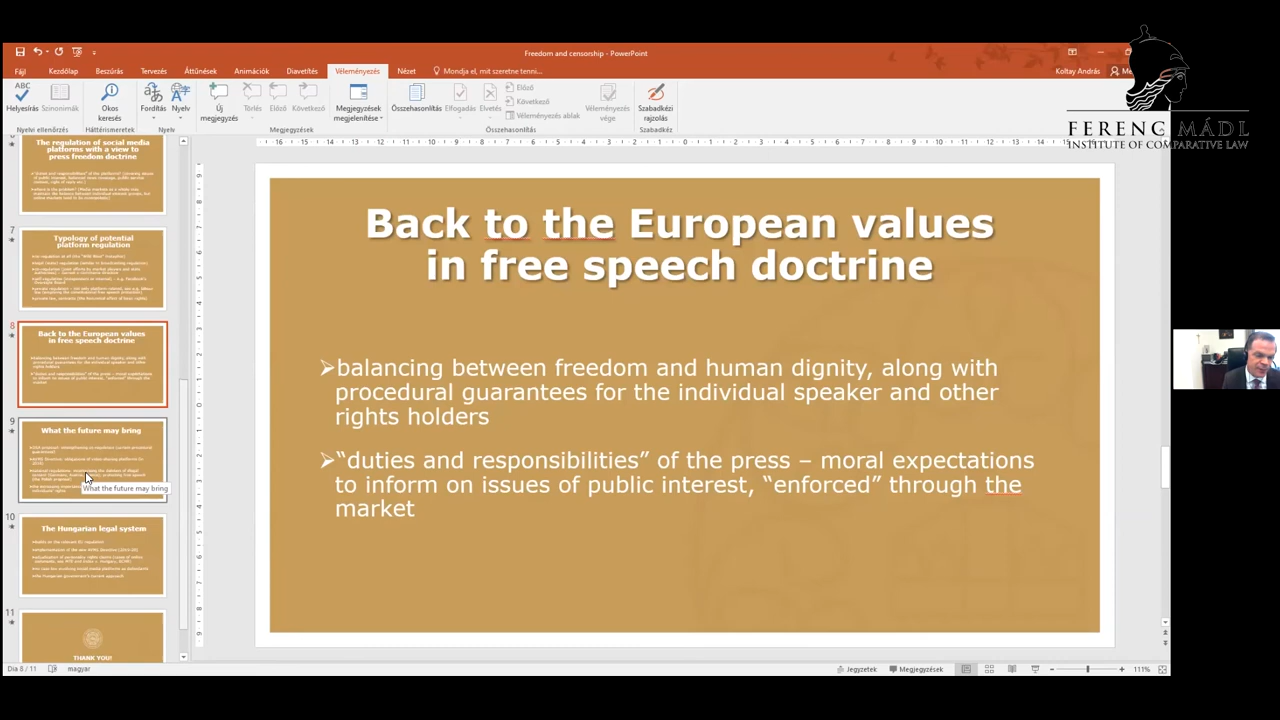 Freedom and censorship - PowerPoint
Koltay András
Fájl
Kezdőlap
Beszúrás
Tervezés
Áttűnések
Animációk
Diavetítés
Véleményezés
Nézet
Mondja el, mit szeretne tenni...
Helyesírás
Szinonimák
Okos keresés
Fordítás
Nyelv
Új megjegyzés
Törlés
Előző
Következő
Megjegyzések megjelenítése
Összehasonlítás
Elfogadás
Elvetés
Előző
Következő
Véleményezés ablak
Véleményezés vége
Szabadkézi rajzolás
Nyelvi ellenőrzés
Háttérismeretek
Nyelv
Megjegyzések
Összehasonlítás
Szabadkéz
FERENC MÁDL
INSTITUTE OF COMPARATIVE LAW
The regulation of social media
platforms with a view to
press freedom doctrine
7
Typology of potential
platform regulation
8
Back to the European values
in free speech doctrine
9
What the future may bring
What the future may bring
10
The Hungarian legal system
11
THANK YOU!
Back to the European values
in free speech doctrine
➢balancing between freedom and human dignity, along with
procedural guarantees for the individual speaker and other
rights holders
➢“duties and responsibilities” of the press – moral expectations
to inform on issues of public interest, “enforced” through the
market
Dia 8 / 11
magyar
Jegyzetek
Megjegyzések
111%